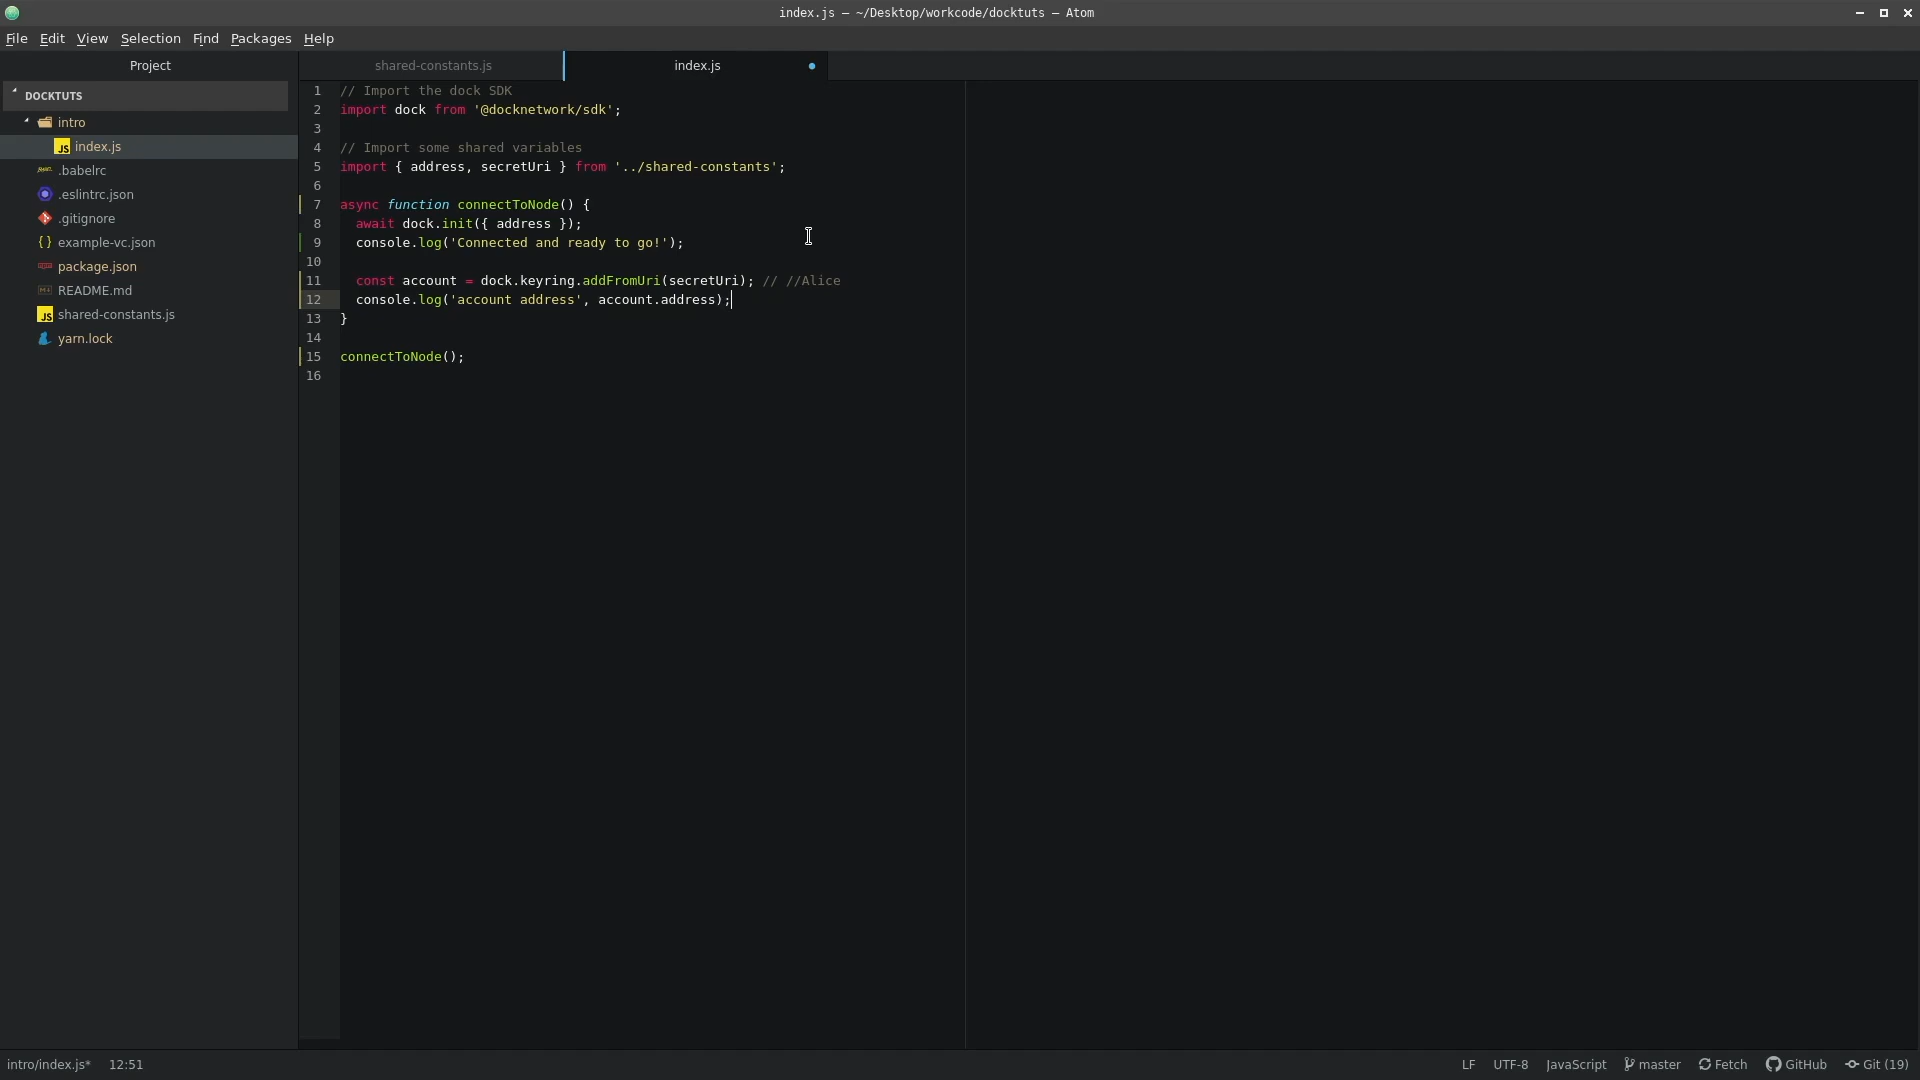 index.js — ~/Desktop/workcode/docktuts — Atom
File Edit View Selection Find Packages Help
Project
shared-constants.js
index.js
DOCKTUTS
intro
index.js
.babelrc
.eslintrc.json
.gitignore
example-vc.json
package.json
README.md
shared-constants.js
yarn.lock
1 // Import the dock SDK
2 import dock from '@docknetwork/sdk';
3
4 // Import some shared variables
5 import { address, secretUri } from '../shared-constants';
6
7 async function connectToNode() {
8   await dock.init({ address });
9   console.log('Connected and ready to go!');
10
11   const account = dock.keyring.addFromUri(secretUri); // //Alice
12   console.log('account address', account.address);
13 }
14
15 connectToNode();
16
intro/index.js* 12:51
LF UTF-8 JavaScript master Fetch GitHub Git (19)